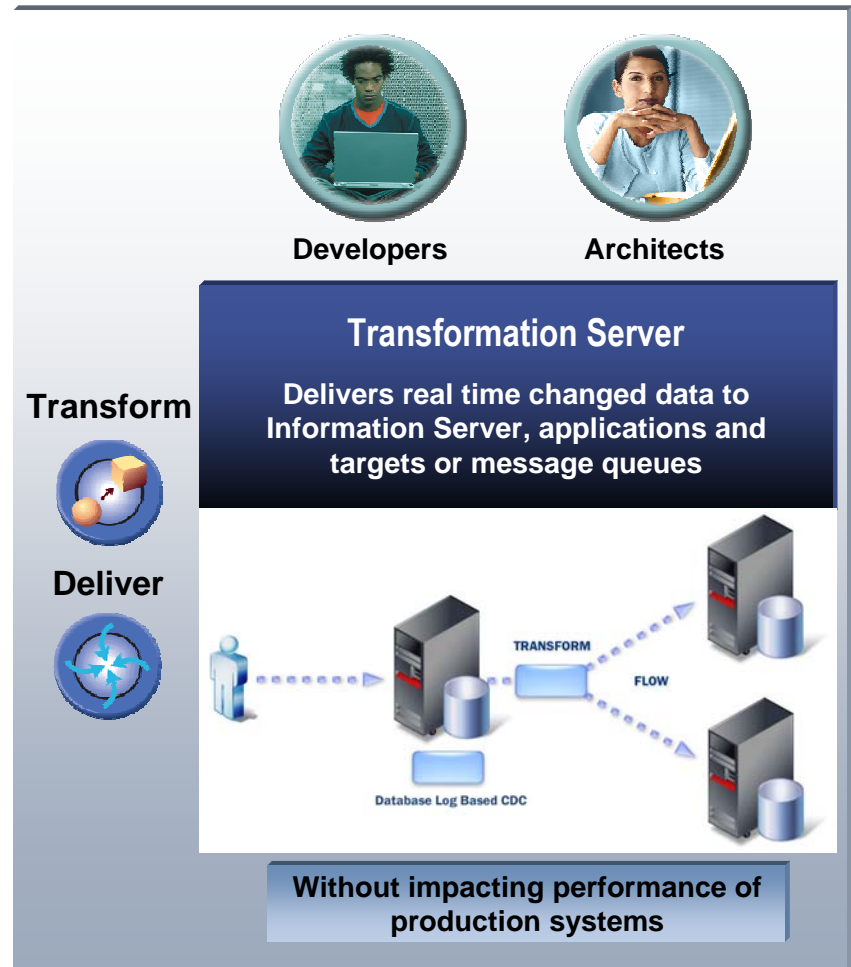 Developers
Architects
Transformation Server
Delivers real time changed data to
Information Server, applications and
targets or message queues
Transform
Deliver
TRANSFORM
FLOW
Database Log Based CDC
Without impacting performance of
production systems